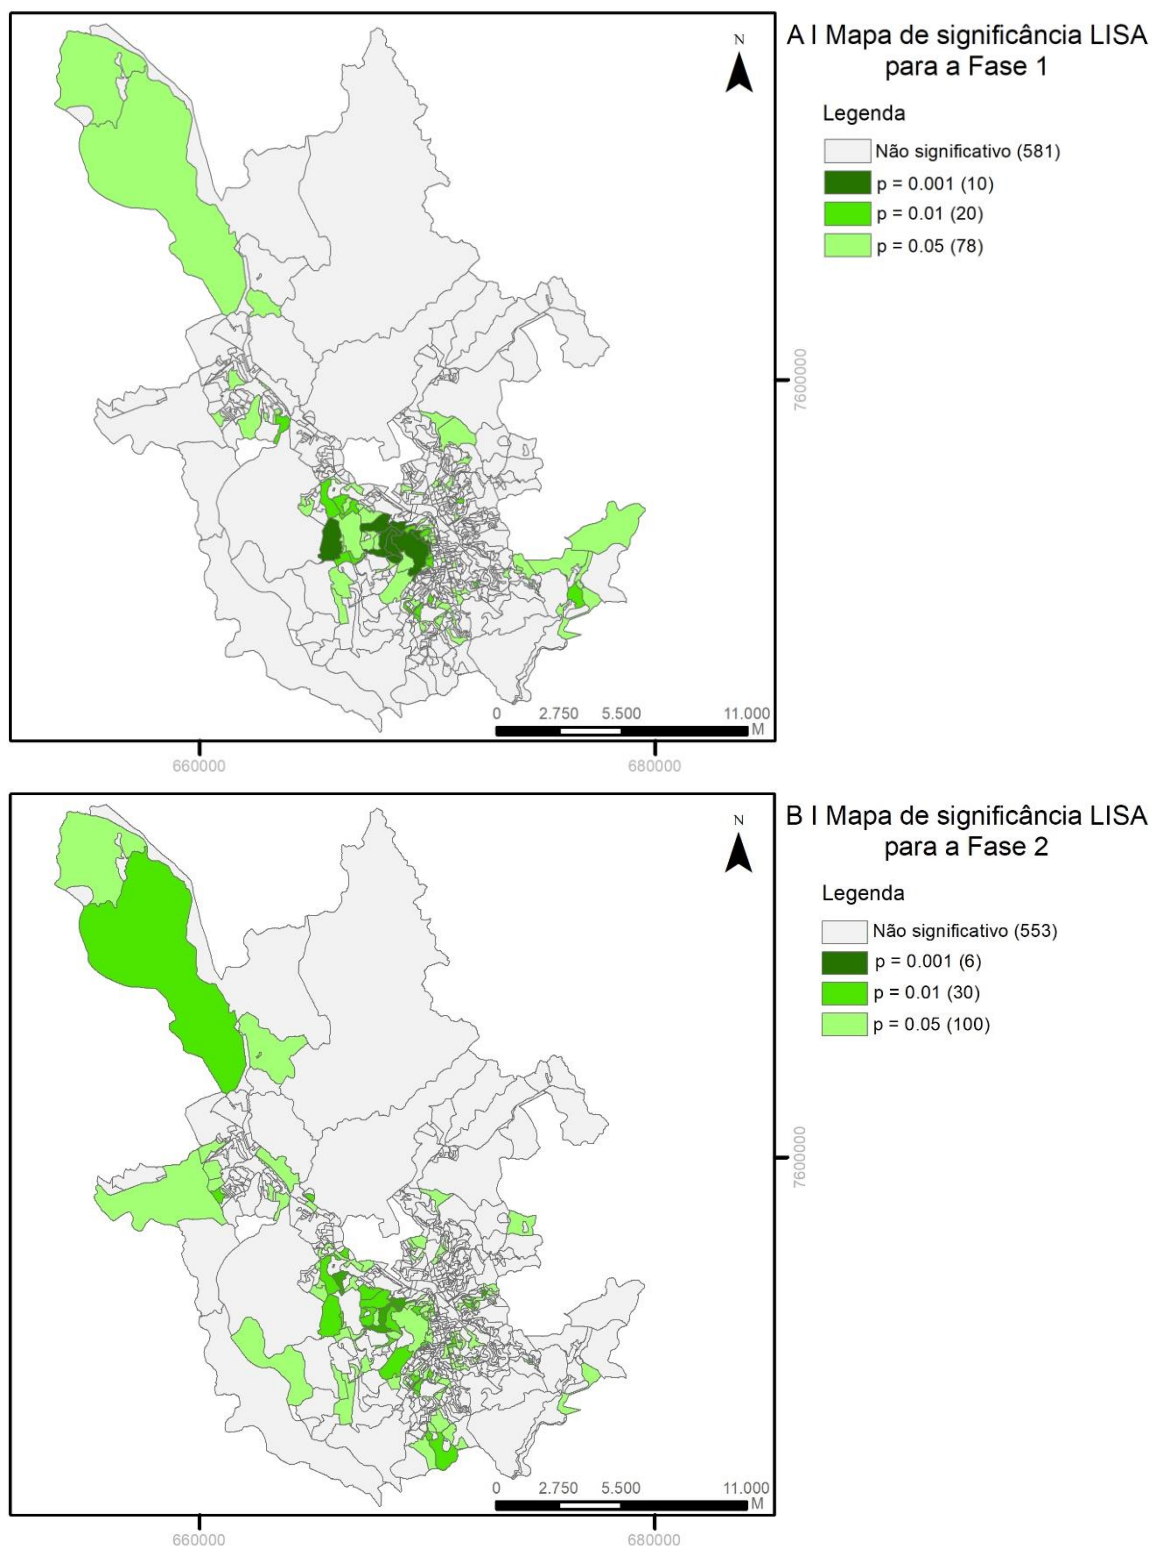 A I Mapa de significância LISA
para a Fase 1
N
Legenda
Não significativo (581)
p = 0.001 (10)
p = 0.01 (20)
p = 0.05 (78)
7600000
0 2.750 5.500 11.000
M
660000 680000
B I Mapa de significância LISA
para a Fase 2
N
Legenda
Não significativo (553)
p = 0.001 (6)
p = 0.01 (30)
p = 0.05 (100)
7600000
0 2.750 5.500 11.000
M
660000 680000